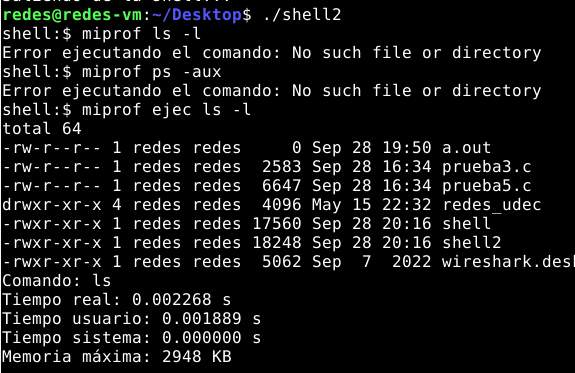 redes@redes-vm:~/Desktop$ ./shell2
shell:$ miprof ls -l
Error ejecutando el comando: No such file or directory
shell:$ miprof ps -aux
Error ejecutando el comando: No such file or directory
shell:$ miprof ejec ls -l
total 64
-rw-r--r-- 1 redes redes     0 Sep 28 19:50 a.out
-rw-r--r-- 1 redes redes  2583 Sep 28 16:34 prueba3.c
-rw-r--r-- 1 redes redes  6647 Sep 28 16:34 prueba5.c
drwxr-xr-x 4 redes redes  4096 May 15 22:32 redes_udec
-rwxr-xr-x 1 redes redes 17560 Sep 28 20:16 shell
-rwxr-xr-x 1 redes redes 18248 Sep 28 20:16 shell2
-rwxr-xr-x 1 redes redes  5062 Sep  7  2022 wireshark.des
Comando: ls
Tiempo real: 0.002268 s
Tiempo usuario: 0.001889 s
Tiempo sistema: 0.000000 s
Memoria máxima: 2948 KB